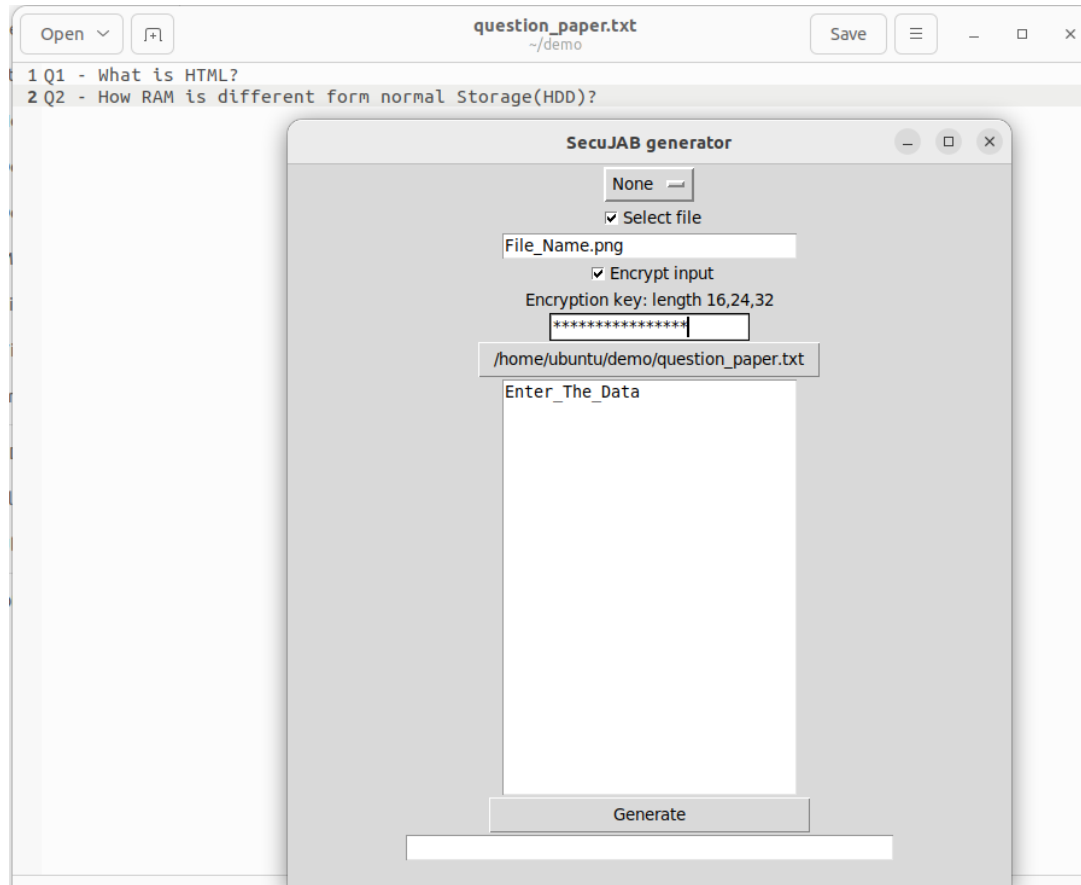 Open
question_paper.txt
~/demo
Save
1 Q1 - What is HTML?
2 Q2 - How RAM is different form normal Storage(HDD)?
SecuJAB generator
None
Select file
File_Name.png
Encrypt input
Encryption key: length 16,24,32
****************
/home/ubuntu/demo/question_paper.txt
Enter_The_Data
Generate